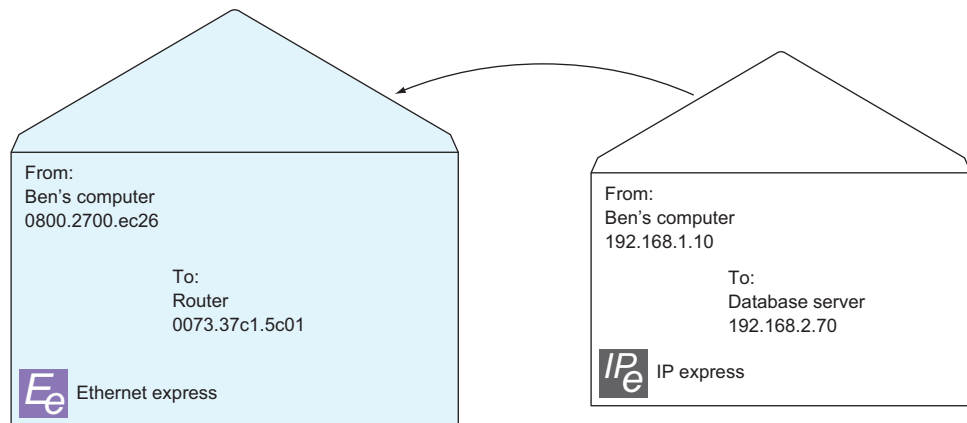 From:
Ben's computer
0800.2700.ec26
To:
Router
0073.37c1.5c01
Ee Ethernet express
From:
Ben's computer
192.168.1.10
To:
Database server
192.168.2.70
IPe IP express